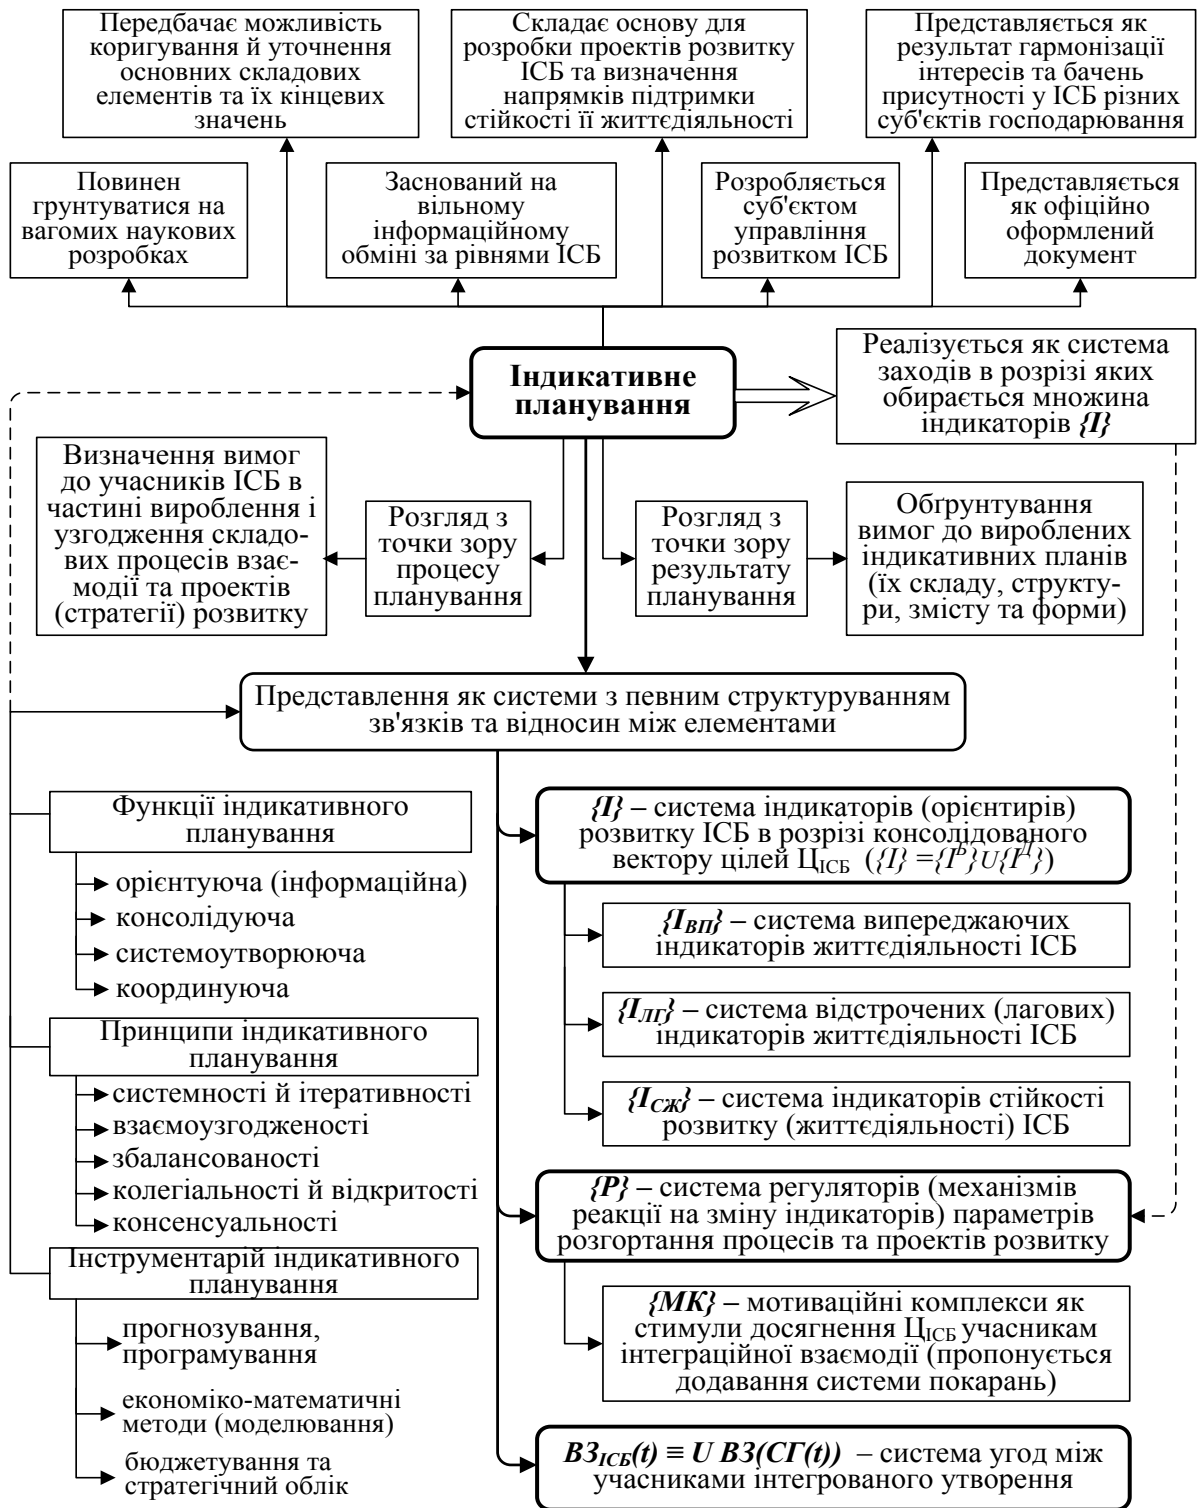 Передбачає можливість
коригування й уточнення
основних складових
елементів та їх кінцевих
значень
Складає основу для
розробки проектів розвитку
ІСБ та визначення
напрямків підтримки
стійкості її життєдіяльності
Представляється як
результат гармонізації
інтересів та бачень
присутності у ІСБ різних
суб'єктів господарювання
Повинен
грунтуватися на
вагомих наукових
розробках
Заснований на
вільному
інформаційному
обміні за рівнями ІСБ
Розробляється
суб'єктом
управління
розвитком ІСБ
Представляється
як офіційно
оформлений
документ
Індикативне
планування
Реалізується як система
заходів в розрізі яких
обирається множина
індикаторів {I}
Визначення вимог
до учасників ІСБ в
частині вироблення і
узгодження складо-
вих процесів взає-
модії та проектів
(стратегії) розвитку
Розгляд з
точки зору
процесу
планування
Розгляд з
точки зору
результату
планування
Обґрунтування
вимог до вироблених
індикативних планів
(їх складу, структу-
ри, змісту та форми)
Представлення як системи з певним структуруванням
зв'язків та відносин між елементами
Функції індикативного
планування
орієнтуюча (інформаційна)
консолідуюча
системоутворююча
координуюча
Принципи індикативного
планування
системності й ітеративності
взаємоузгодженості
збалансованості
колегіальності й відкритості
консенсуальності
Інструментарій індикативного
планування
прогнозування,
програмування
економіко-математичні
методи (моделювання)
бюджетування та
стратегічний облік
{I} – система індикаторів (орієнтирів)
розвитку ІСБ в розрізі консолідованого
вектору цілей Ц_ІСБ ({I} ={I^Б}U{I^Д})
{I_ВП} – система випереджаючих
індикаторів життєдіяльності ІСБ
{I_ЛГ} – система відстрочених (лагових)
індикаторів життєдіяльності ІСБ
{I_СЖ} – система індикаторів стійкості
розвитку (життєдіяльності) ІСБ
{P} – система регуляторів (механізмів
реакції на зміну індикаторів) параметрів
розгортання процесів та проектів розвитку
{МК} – мотиваційні комплекси як
стимули досягнення Ц_ІСБ учасникам
інтеграційної взаємодії (пропонується
додавання системи покарань)
ВЗ_ІСБ(t) ≡ U ВЗ(СГ(t)) – система угод між
учасниками інтегрованого утворення